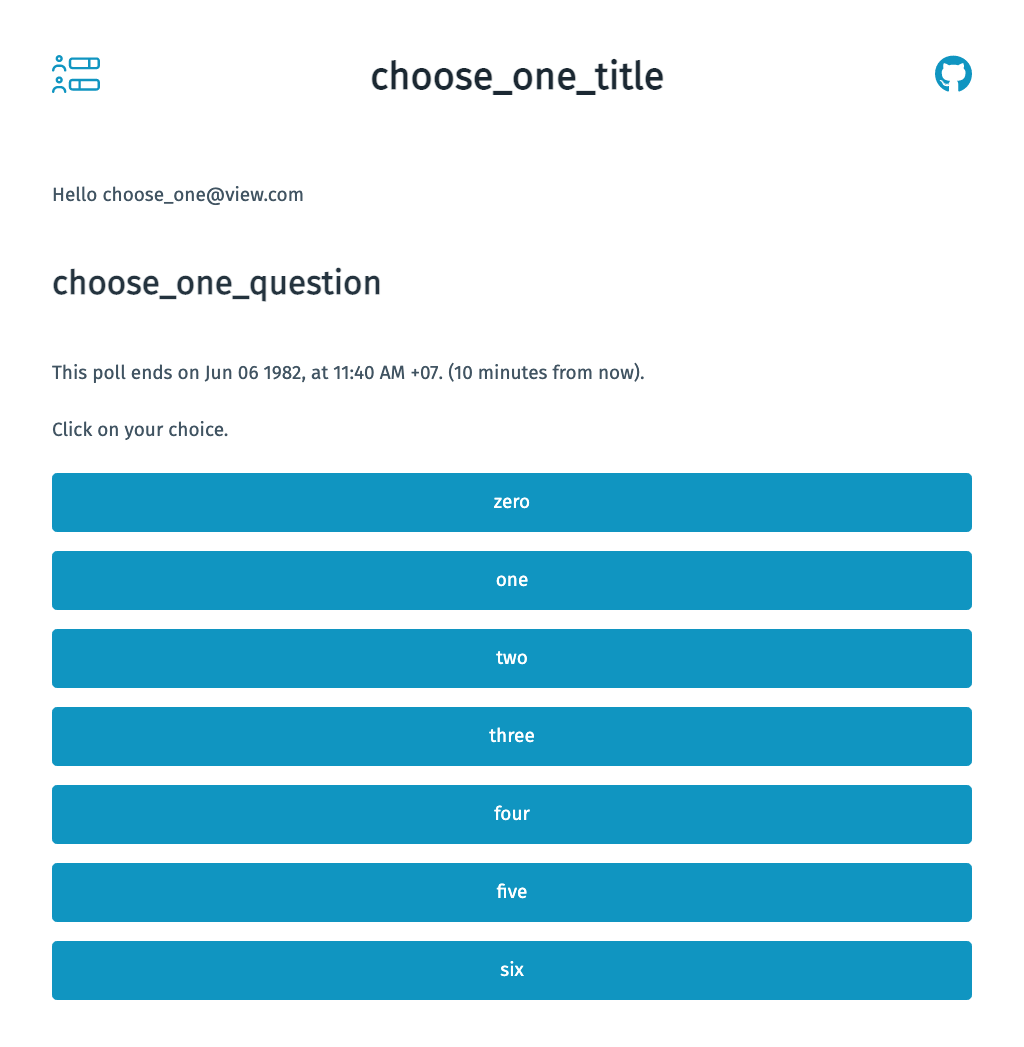 choose_one_title
Hello choose_one@view.com
choose_one_question
This poll ends on Jun 06 1982, at 11:40 AM +07. (10 minutes from now).
Click on your choice.
zero
one
two
three
four
five
six